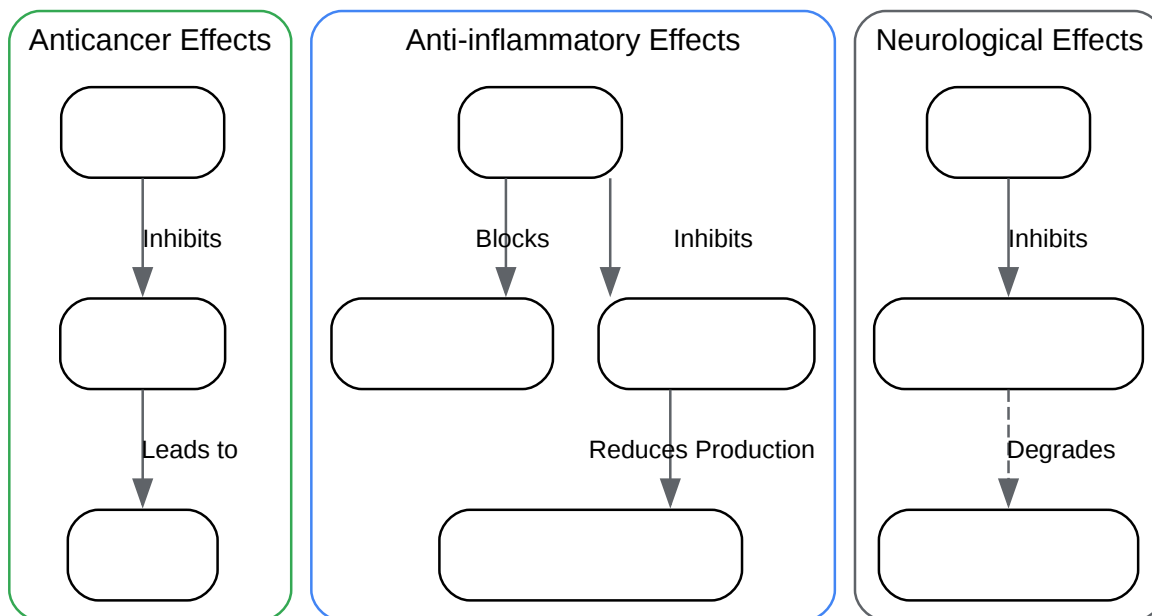 Anticancer Effects
Anti-inflammatory Effects
Neurological Effects
Inhibits
Blocks
Inhibits
Inhibits
Leads to
Reduces Production
Degrades